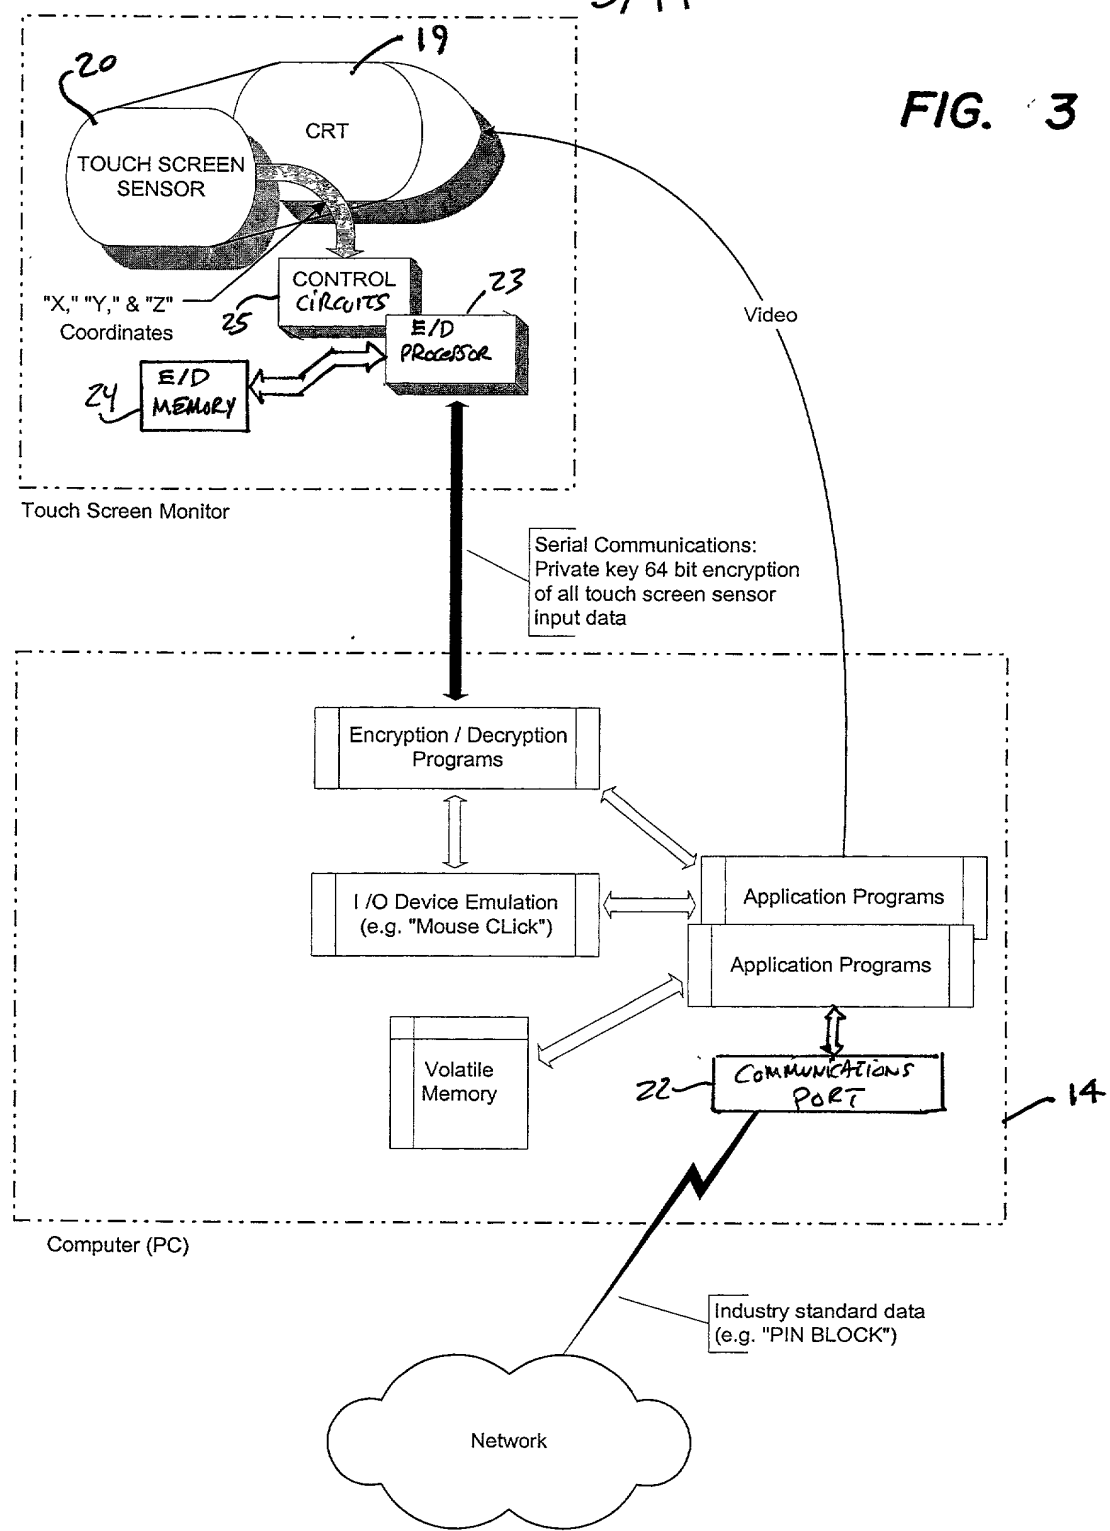 FIG. 3
20
19
CRT
TOUCH SCREEN
SENSOR
"X," "Y," & "Z"
Coordinates
CONTROL
CIRCUITS
25
23
E/D
PROCESSOR
24
E/D
MEMORY
Video
Touch Screen Monitor
Serial Communications:
Private key 64 bit encryption
of all touch screen sensor
input data
Encryption / Decryption
Programs
I /O Device Emulation
(e.g. "Mouse CLick")
Application Programs
Application Programs
Volatile
Memory
22
COMMUNICATIONS
PORT
14
Computer (PC)
Industry standard data
(e.g. "PIN BLOCK")
Network